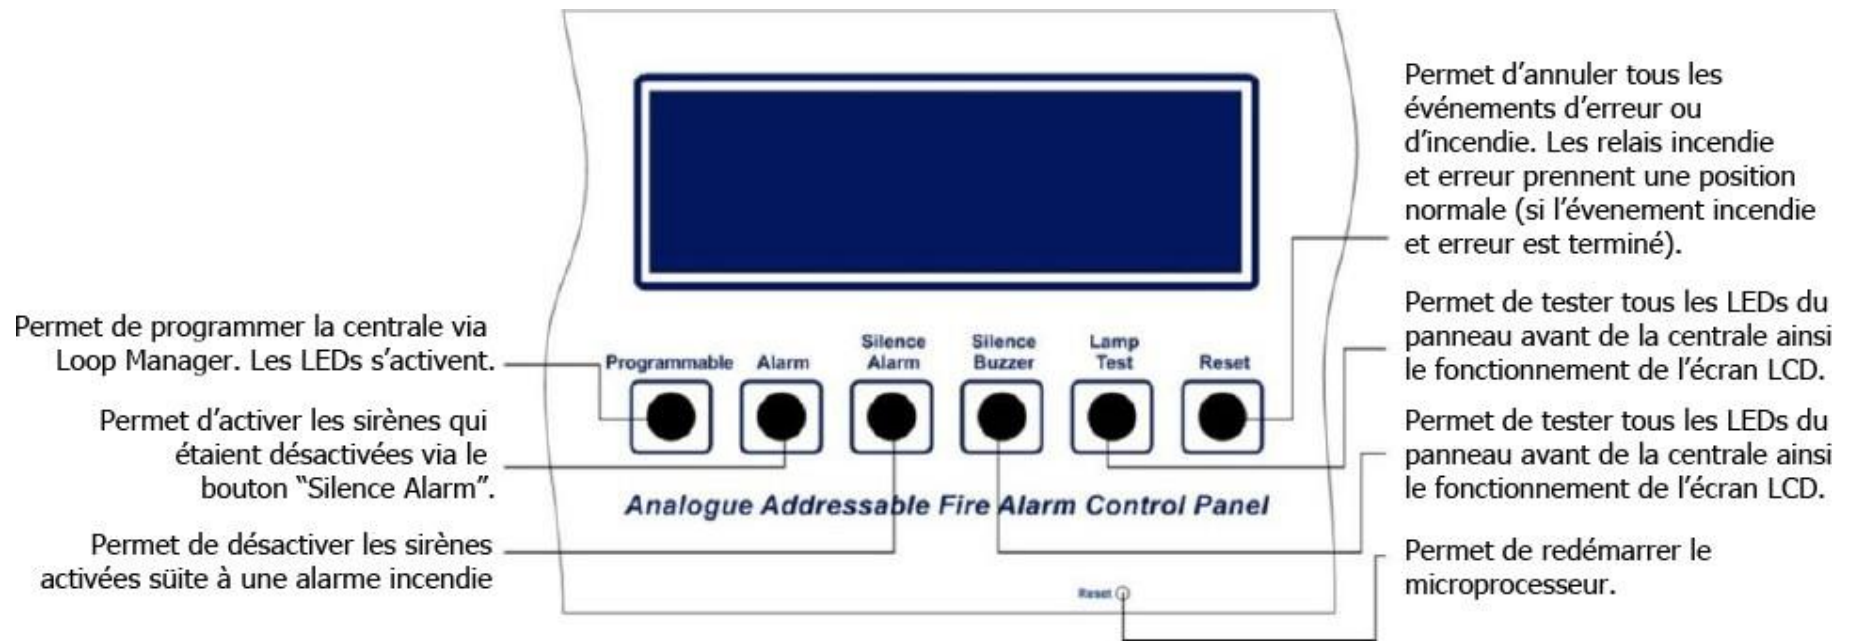 Permet d'annuler tous les
événements d'erreur ou
d'incendie. Les relais incendie
et erreur prennent une position
normale (si l'évenement incendie
et erreur est terminé).
Permet de programmer la centrale via
Loop Manager. Les LEDs s'activent.
Permet d'activer les sirènes qui
étaient désactivées via le
bouton “Silence Alarm”.
Permet de désactiver les sirènes
activées süite à une alarme incendie
Programmable
Alarm
Silence
Alarm
Silence
Buzzer
Lamp
Test
Reset
Analogue Addressable Fire Alarm Control Panel
Reset
Permet de tester tous les LEDs du
panneau avant de la centrale ainsi
le fonctionnement de l'écran LCD.
Permet de tester tous les LEDs du
panneau avant de la centrale ainsi
le fonctionnement de l'écran LCD.
Permet de redémarrer le
microprocesseur.